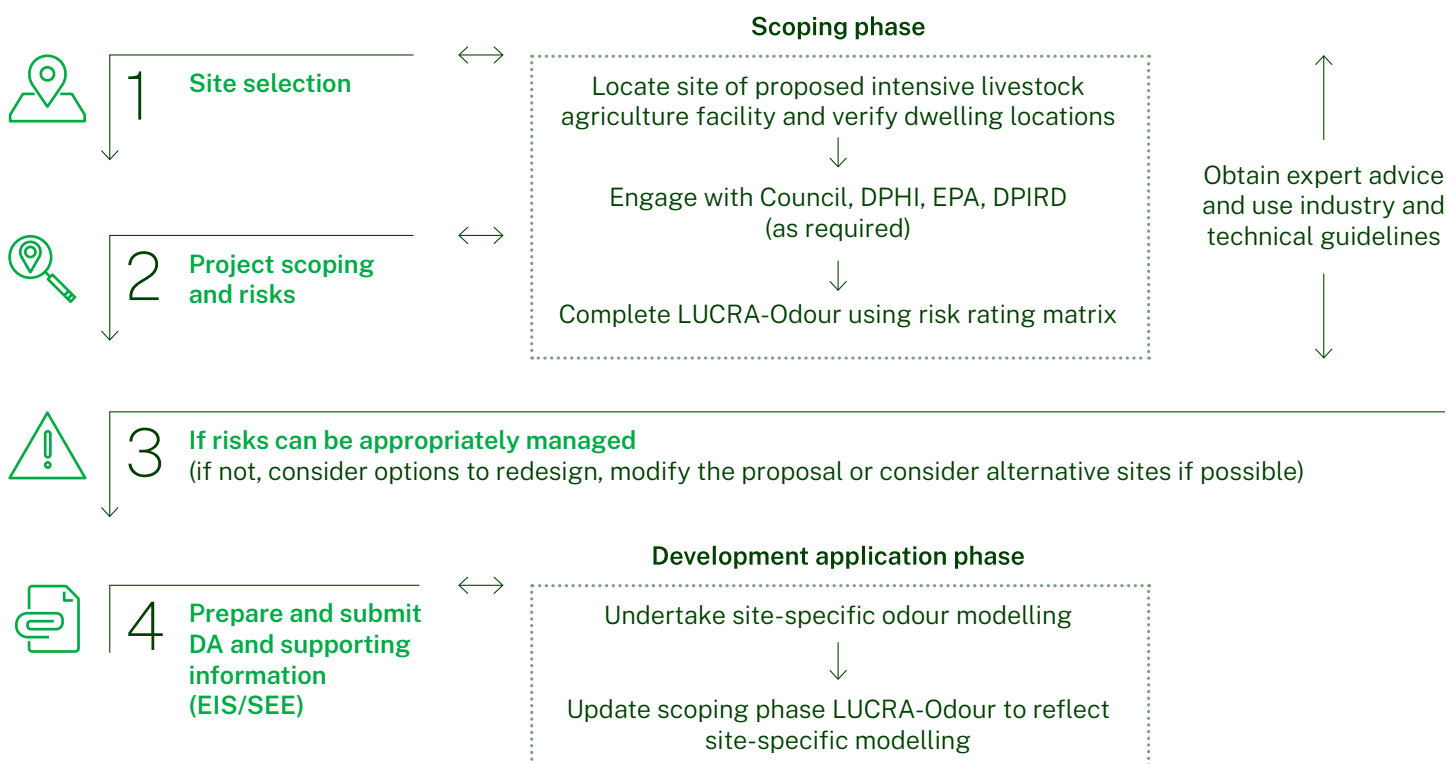 Scoping phase
1
Site selection
Locate site of proposed intensive livestock
agriculture facility and verify dwelling locations
Engage with Council, DPHI, EPA, DPIRD
(as required)
2
Project scoping
and risks
Complete LUCRA-Odour using risk rating matrix
Obtain expert advice
and use industry and
technical guidelines
3
If risks can be appropriately managed
(if not, consider options to redesign, modify the proposal or consider alternative sites if possible)
Development application phase
4
Prepare and submit
DA and supporting
information
(EIS/SEE)
Undertake site-specific odour modelling
Update scoping phase LUCRA-Odour to reflect
site-specific modelling